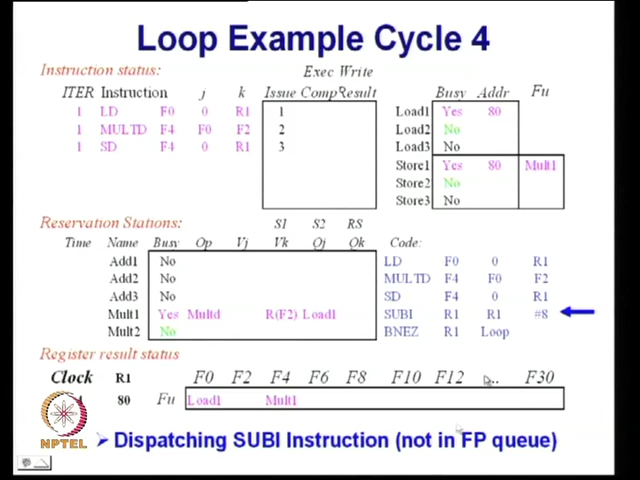 Loop Example Cycle 4
Instruction status: Exec Write
ITER Instruction j k Issue Comp Result Busy Addr Fu
1 LD F0 0 R1 1 Load1 Yes 80
1 MULTD F4 F0 F2 2 Load2 No
1 SD F4 0 R1 3 Load3 No
Store1 Yes 80 Mult1
Store2 No
Store3 No
Reservation Stations: S1 S2 RS
Time Name Busy Op Vj Vk Qj Qk Code:
Add1 No LD F0 0 R1
Add2 No MULTD F4 F0 F2
Add3 No SD F4 0 R1
Mult1 Yes Multd R(F2) Load1 SUBI R1 R1 #8
Mult2 No BNEZ R1 Loop
Register result status
Clock R1 F0 F2 F4 F6 F8 F10 F12 ... F30
80 Fu Load1 Mult1
NPTEL
➢ Dispatching SUBI Instruction (not in FP queue)